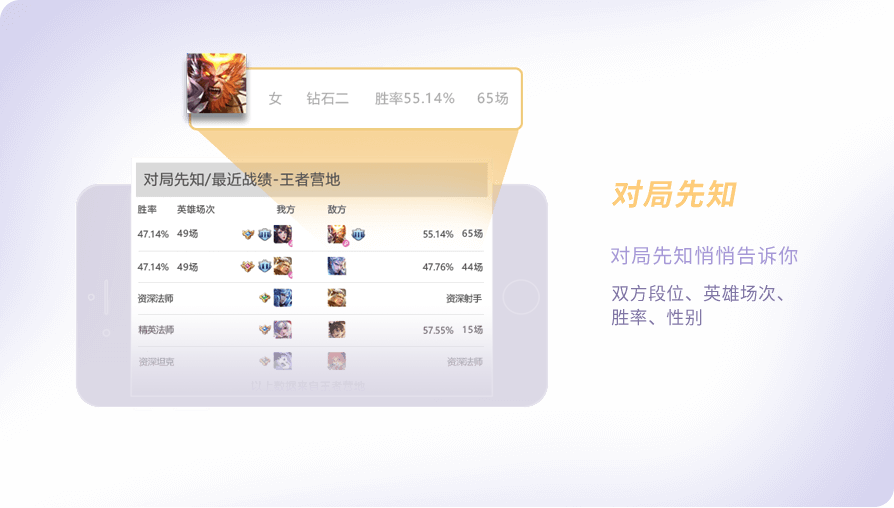 女 钻石二 胜率55.14% 65场
对局先知/最近战绩-王者营地
胜率 英雄场次 我方 敌方
47.14% 49场 55.14% 65场
47.14% 49场 47.76% 44场
资深法师 资深射手
精英法师 57.55% 15场
资深坦克 资深法师
对局先知
对局先知悄悄告诉你
双方段位、英雄场次、
胜率、性别